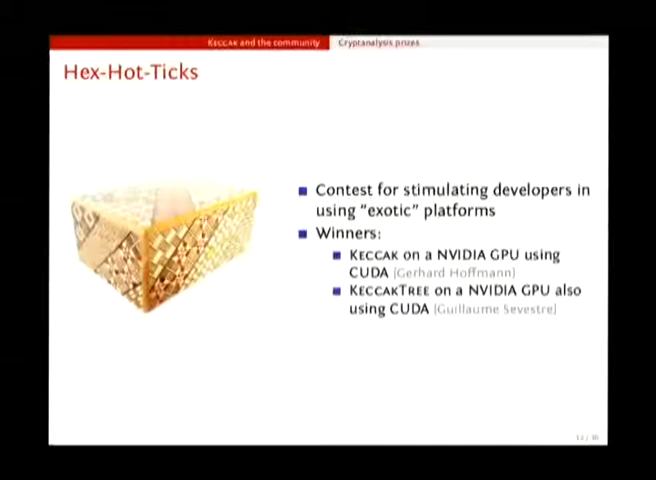 KECCAK and the community
Cryptanalysis prizes
Hex-Hot-Ticks
Contest for stimulating developers in
using "exotic" platforms
Winners:
KECCAK on a NVIDIA GPU using
CUDA [Gerhard Hoffmann]
KECCAKTREE on a NVIDIA GPU also
using CUDA [Guillaume Sevestre]